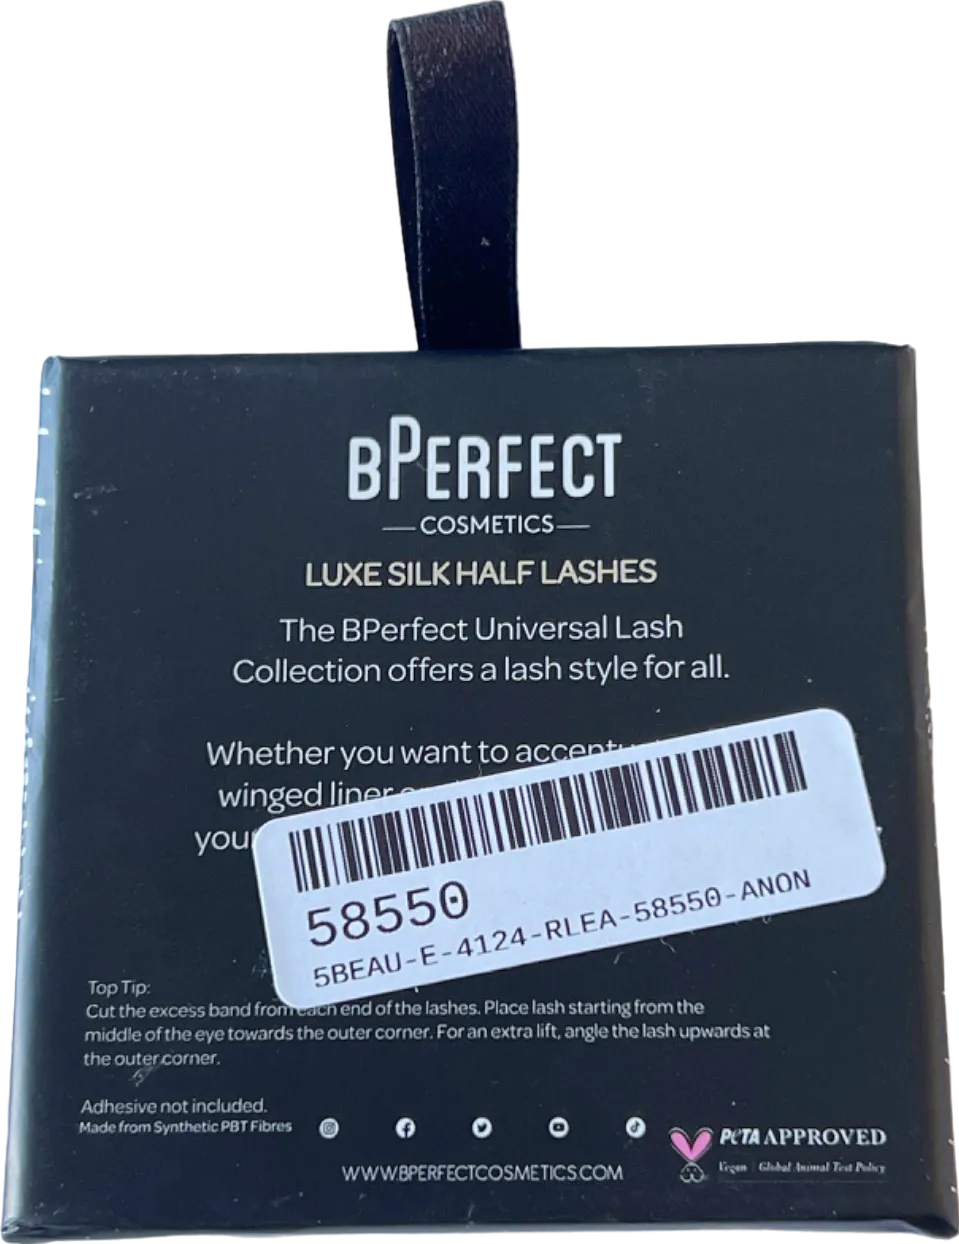 BPERFECT
COSMETICS
LUXE SILK HALF LASHES
The BPerfect Universal Lash
Collection offers a lash style for all.
Whether you want to accentu
winged liner
your
58550
5BEAU-E-4124-RLEA-58550-ANON
Top Tip:
Cut the excess band from each end of the lashes. Place lash starting from the
middle of the eye towards the outer corner. For an extra lift, angle the lash upwards at
the outer corner.
Adhesive not included.
Made from Synthetic PBT Fibres
PETA APPROVED
Vegan | Global Animal Test Policy
WWW.BPERFECTCOSMETICS.COM